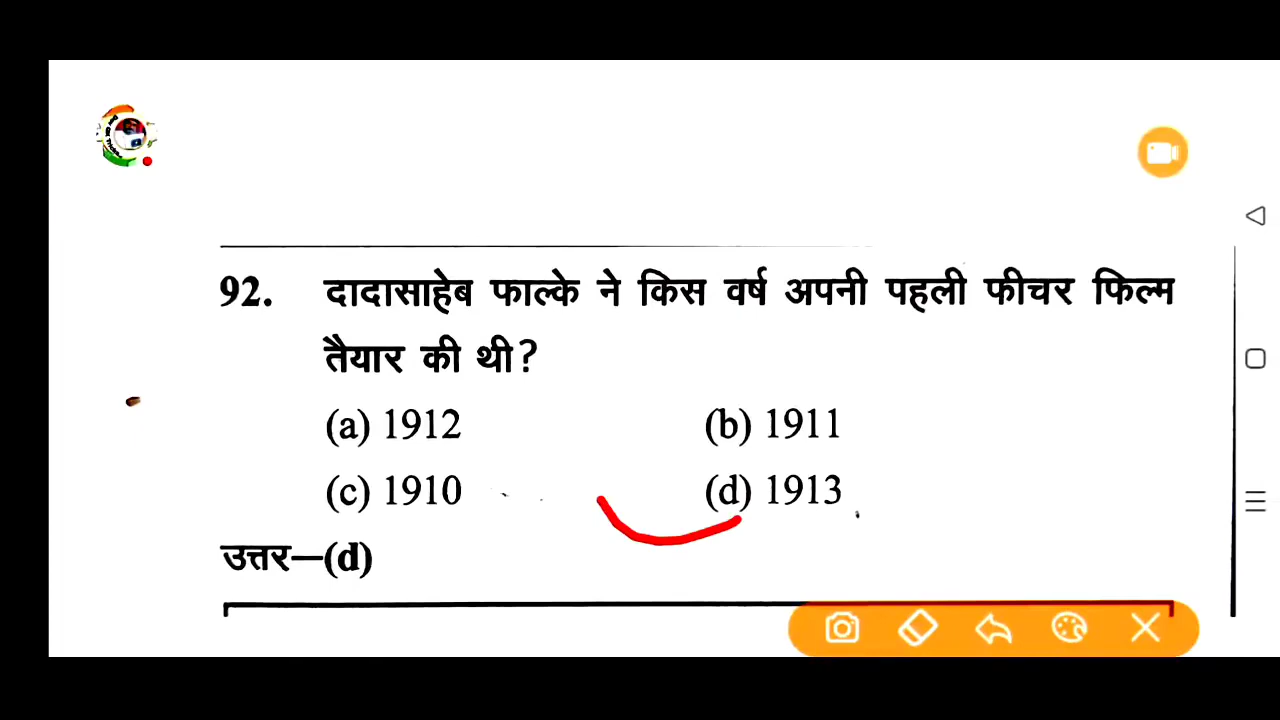 92. दादासाहेब फाल्के ने किस वर्ष अपनी पहली फीचर फिल्म
तैयार की थी?
(a) 1912 (b) 1911
(c) 1910 (d) 1913
उत्तर—(d)